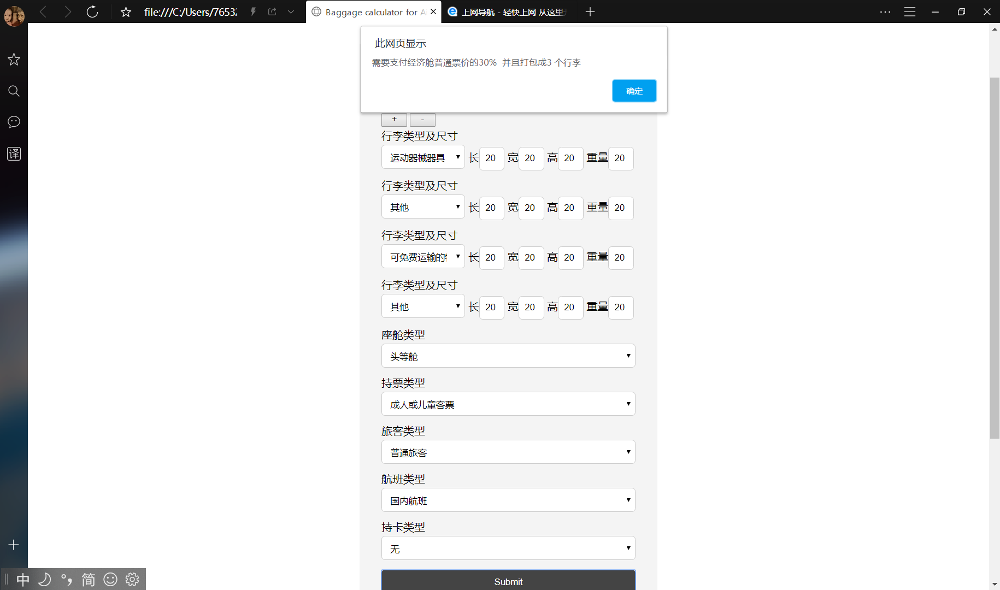 file:///C:/Users/7653
Baggage calculator for A
上网导航 - 轻快上网 从这里
此网页显示
需要支付经济舱普通票价的30% 并且打包成3 个行李
确定
+ -
行李类型及尺寸
运动器械器具 长 20 宽 20 高 20 重量 20
行李类型及尺寸
其他 长 20 宽 20 高 20 重量 20
行李类型及尺寸
可免费运输的 长 20 宽 20 高 20 重量 20
行李类型及尺寸
其他 长 20 宽 20 高 20 重量 20
座舱类型
头等舱
持票类型
成人或儿童客票
旅客类型
普通旅客
航班类型
国内航班
持卡类型
无
Submit
译
中 简